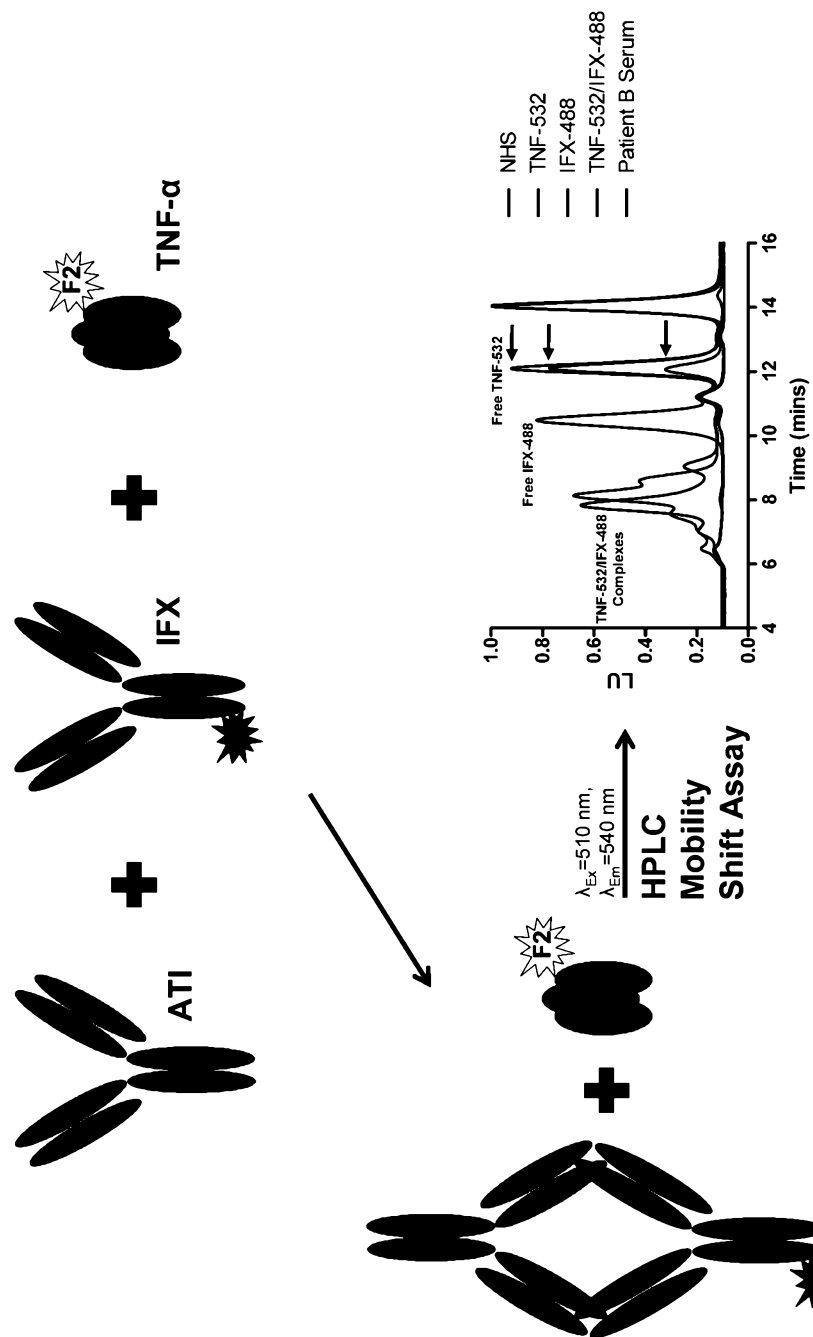 ATI
IFX
F2
TNF-α
F2
λEx=510 nm,
λEm=540 nm
HPLC
Mobility
Shift Assay
LU
1.0
0.8
0.6
0.4
0.2
0.0
TNF-532/IFX-488
Complexes
Free IFX-488
Free TNF-532
4
6
8
10
12
14
16
Time (mins)
NHS
TNF-532
IFX-488
TNF-532/IFX-488
Patient B Serum